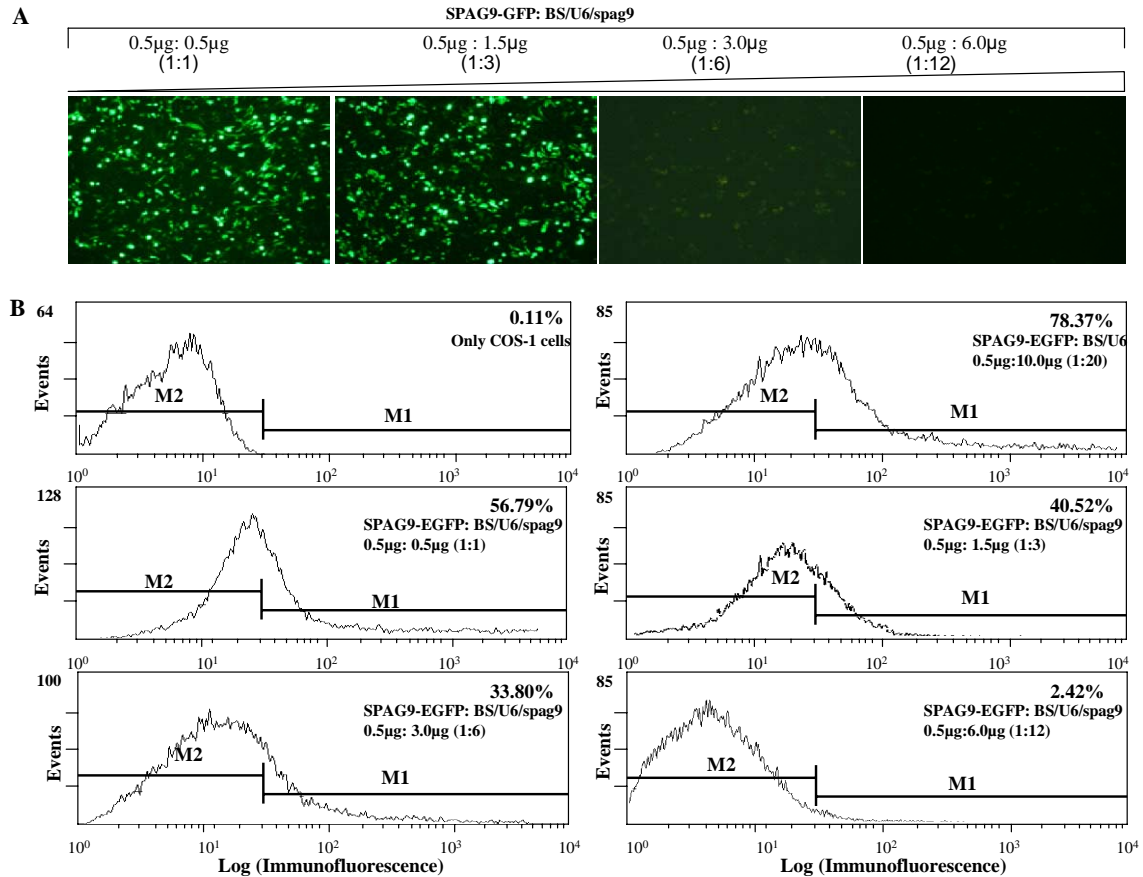 A
SPAG9-GFP: BS/U6/spag9
0.5µg: 0.5µg
(1:1)
0.5µg : 1.5µg
(1:3)
0.5µg : 3.0µg
(1:6)
0.5µg : 6.0µg
(1:12)
B
64
Events
0.11%
Only COS-1 cells
M2
M1
10⁰ 10¹ 10² 10³ 10⁴
85
78.37%
SPAG9-EGFP: BS/U6
0.5µg:10.0µg (1:20)
M2
M1
10⁰ 10¹ 10² 10³ 10⁴
128
Events
56.79%
SPAG9-EGFP: BS/U6/spag9
0.5µg: 0.5µg (1:1)
M2
M1
10⁰ 10¹ 10² 10³ 10⁴
85
Events
40.52%
SPAG9-EGFP: BS/U6/spag9
0.5µg: 1.5µg (1:3)
M2
M1
10⁰ 10¹ 10² 10³ 10⁴
100
Events
33.80%
SPAG9-EGFP: BS/U6/spag9
0.5µg: 3.0µg (1:6)
M2
M1
10⁰ 10¹ 10² 10³ 10⁴
Log (Immunofluorescence)
85
Events
2.42%
SPAG9-EGFP: BS/U6/spag9
0.5µg:6.0µg (1:12)
M2
M1
10⁰ 10¹ 10² 10³ 10⁴
Log (Immunofluorescence)